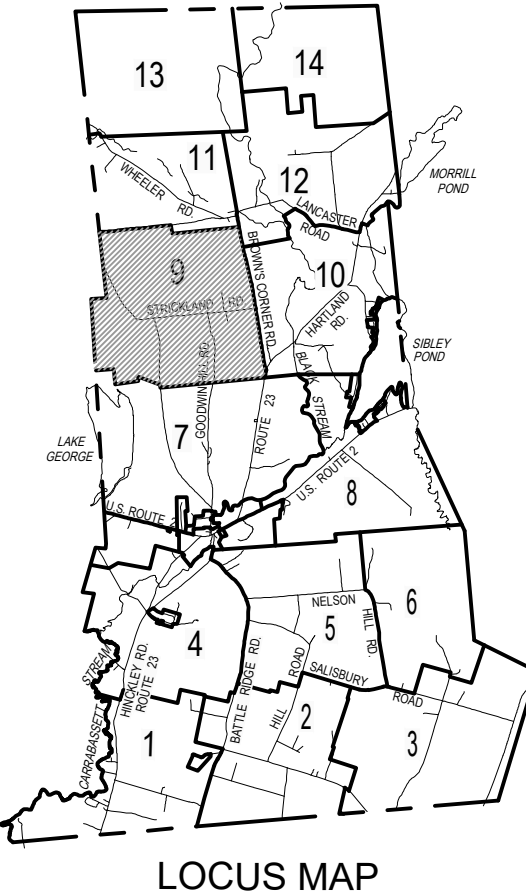 13
14
11
WHEELER
RD.
12
MORRILL
POND
LANCASTER
ROAD
BROWN'S CORNER RD.
9
10
STRICKLAND RD.
HARTLAND
RD.
SIBLEY
POND
GOODWIN HILL RD.
BLACK STREAM
ROUTE 23
7
LAKE
GEORGE
U.S. ROUTE 2
U.S. ROUTE 2
8
NELSON
HILL RD.
6
5
4
HINCKLEY RD.
ROUTE 23
BATTLE RIDGE RD.
SALISBURY
ROAD
HILL ROAD
CARRABASSETT STREAM
2
1
3
LOCUS MAP